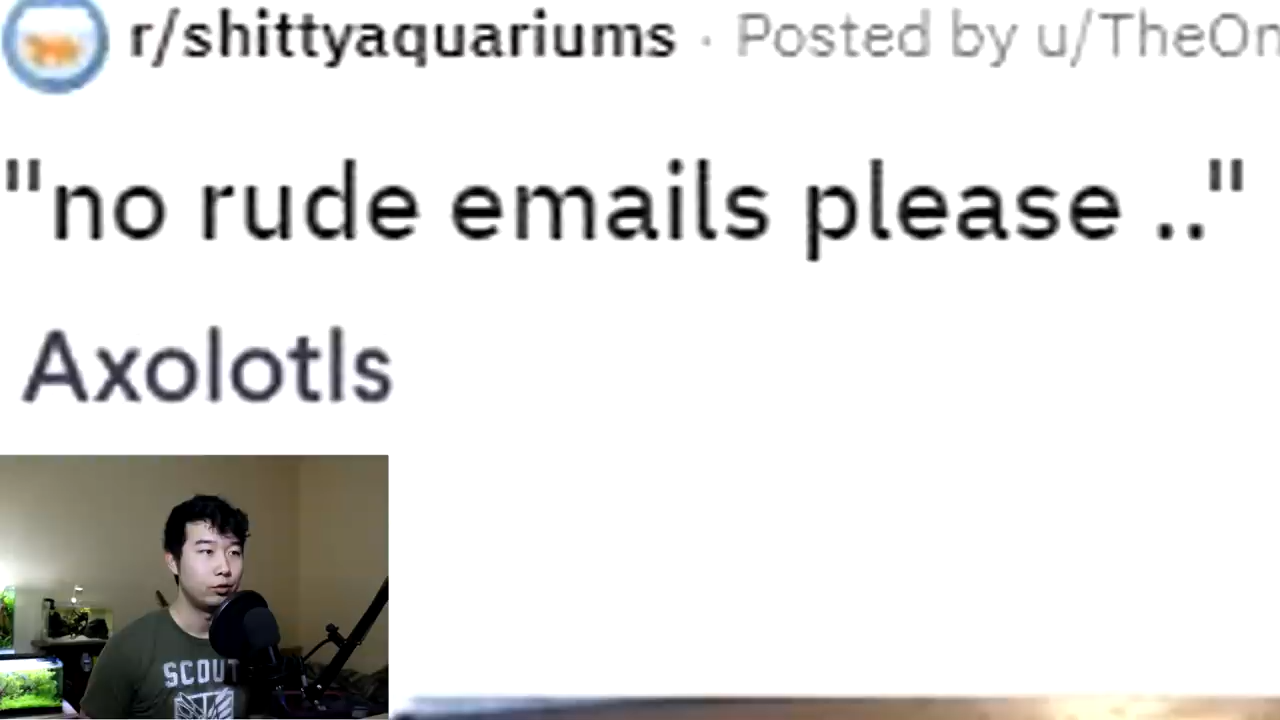 r/shittyaquariums · Posted by u/TheOn
"no rude emails please .."
Axolotls
SCOUT